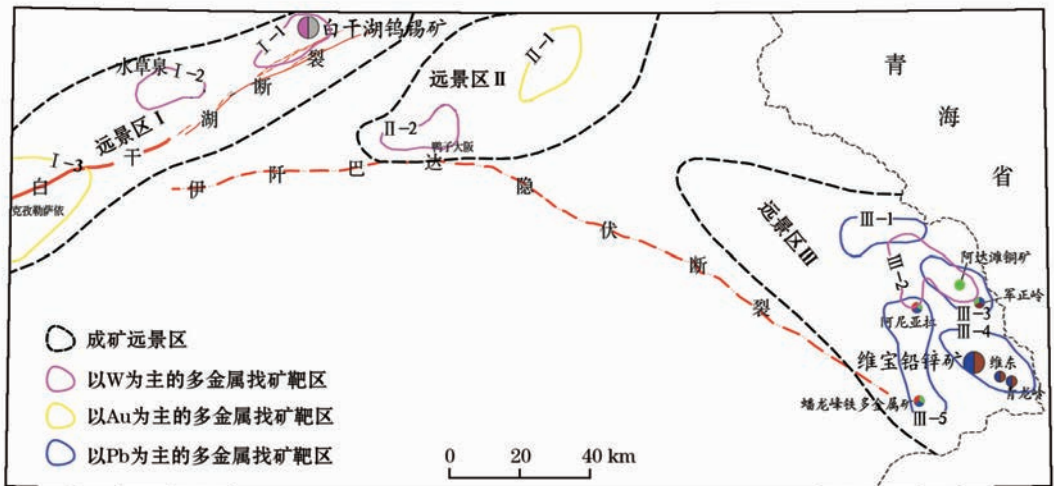 I-1
白干湖钨锡矿
水草泉
I-2
远景区 I
I-3
白干湖断裂
克孜勒萨依
II-1
远景区 II
II-2
鸭子大阪
伊阡巴达隐伏断裂
青海省
远景区 III
III-1
III-2
阿达滩铜矿
军正岭
III-3
阿尼亚拉
III-4
维宝铅锌矿
维东
青龙岭
蟠龙峰铁多金属矿
III-5
成矿远景区
以W为主的多金属找矿靶区
以Au为主的多金属找矿靶区
以Pb为主的多金属找矿靶区
0 20 40 km